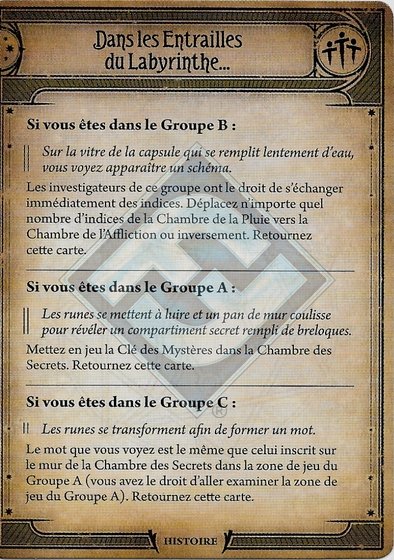 Dans les Entrailles
du Labyrinthe...
Si vous êtes dans le Groupe B :
Sur la vitre de la capsule qui se remplit lentement d'eau,
vous voyez apparaître un schéma.
Les investigateurs de ce groupe ont le droit de s'échanger
immédiatement des indices. Déplacez n'importe quel
nombre d'indices de la Chambre de la Pluie vers la
Chambre de l'Affliction ou inversement. Retournez
cette carte.
Si vous êtes dans le Groupe A :
Les runes se mettent à luire et un pan de mur coulisse
pour révéler un compartiment secret rempli de breloques.
Mettez en jeu la Clé des Mystères dans la Chambre des
Secrets. Retournez cette carte.
Si vous êtes dans le Groupe C :
Les runes se transforment afin de former un mot.
Le mot que vous voyez est le même que celui inscrit sur
le mur de la Chambre des Secrets dans la zone de jeu du
Groupe A (vous avez le droit d'aller examiner la zone de
jeu du Groupe A). Retournez cette carte.
HISTOIRE